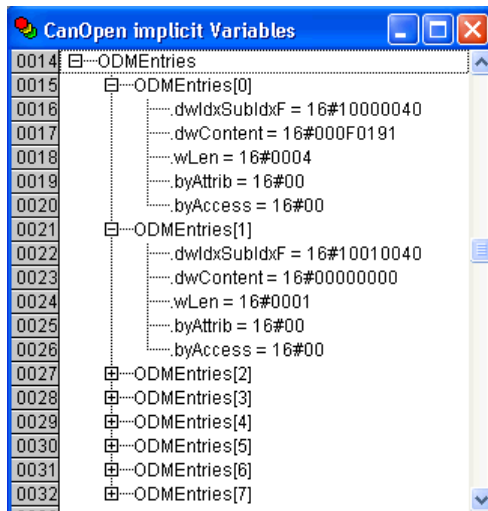 CanOpen implicit Variables
0014 ODMEntries
0015 ODMEntries[0]
0016 .dwIdxSubIdxF = 16#10000040
0017 .dwContent = 16#000F0191
0018 .wLen = 16#0004
0019 .byAttrib = 16#00
0020 .byAccess = 16#00
0021 ODMEntries[1]
0022 .dwIdxSubIdxF = 16#10010040
0023 .dwContent = 16#00000000
0024 .wLen = 16#0001
0025 .byAttrib = 16#00
0026 .byAccess = 16#00
0027 ODMEntries[2]
0028 ODMEntries[3]
0029 ODMEntries[4]
0030 ODMEntries[5]
0031 ODMEntries[6]
0032 ODMEntries[7]